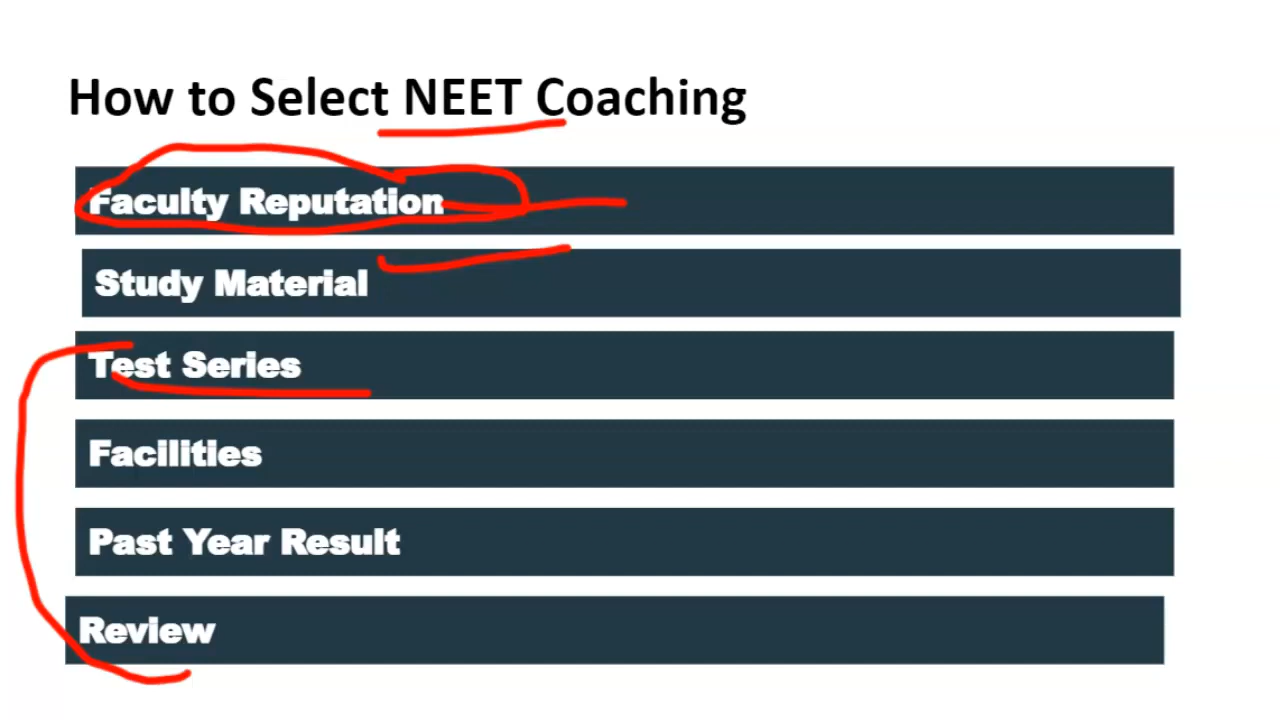 How to Select NEET Coaching
Faculty Reputation
Study Material
Test Series
Facilities
Past Year Result
Review